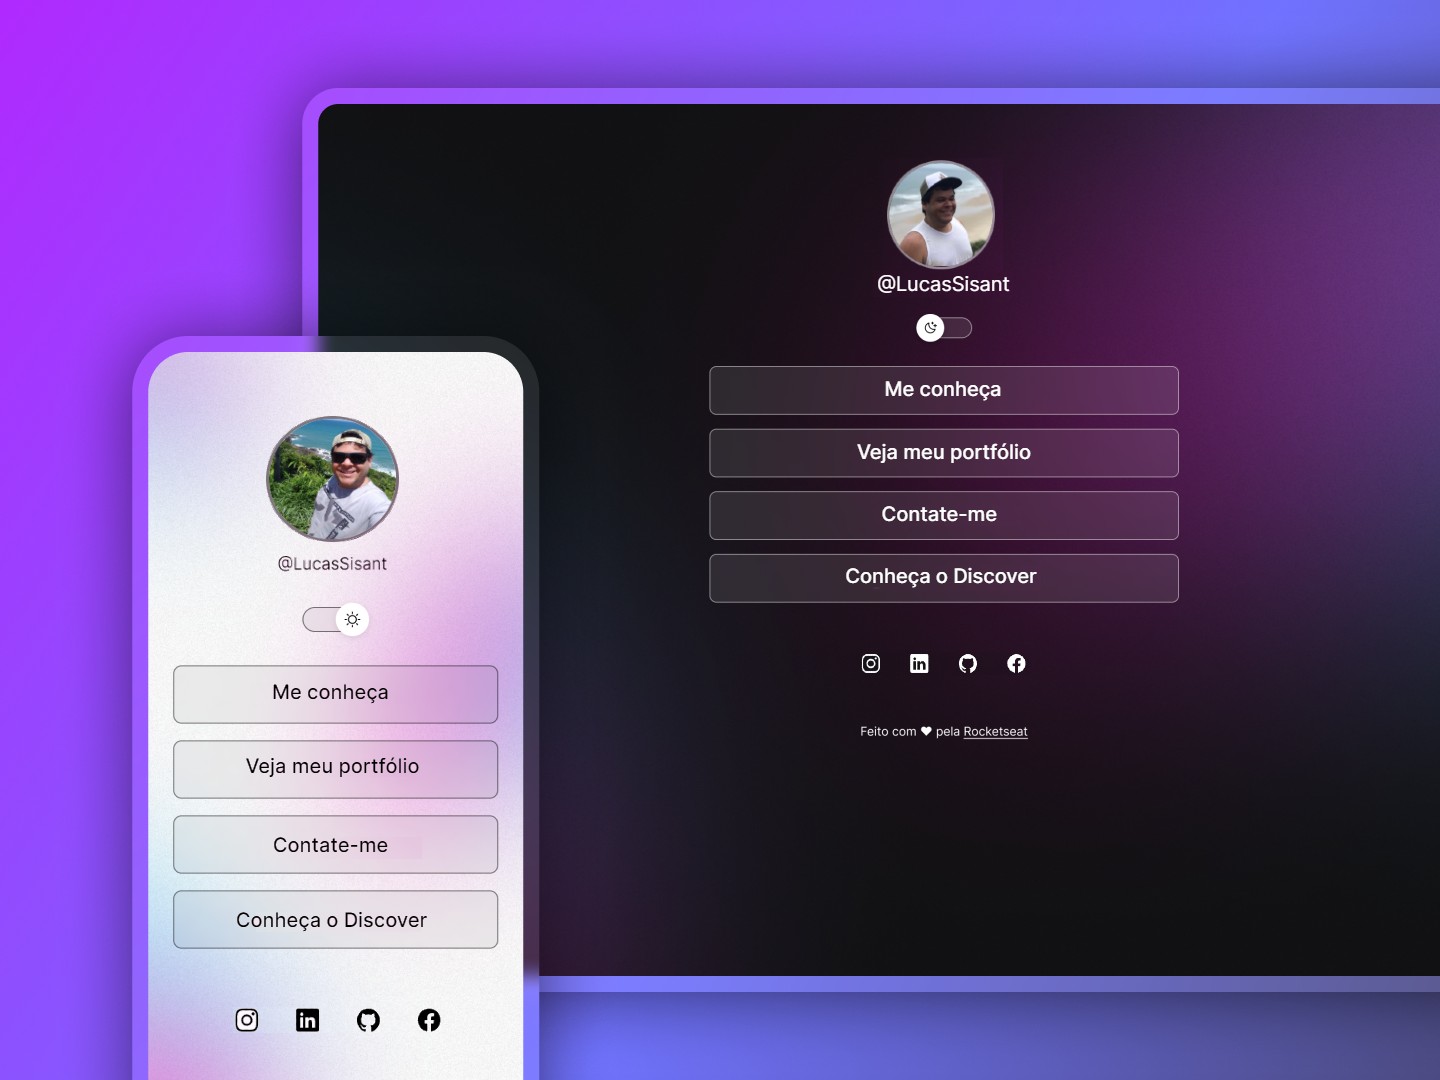 @LucasSisant
Me conheça
Veja meu portfólio
Contate-me
Conheça o Discover
Feito com ♥ pela Rocketseat
@LucasSisant
Me conheça
Veja meu portfólio
Contate-me
Conheça o Discover